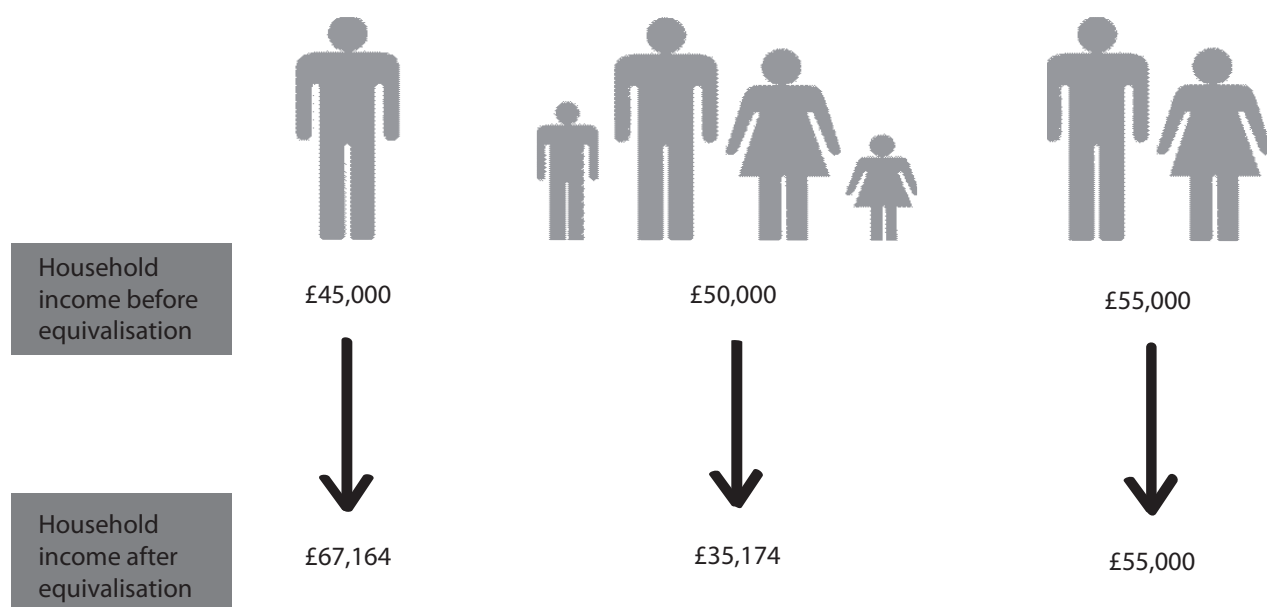 Household
income before
equivalisation
£45,000
£50,000
£55,000
Household
income after
equivalisation
£67,164
£35,174
£55,000